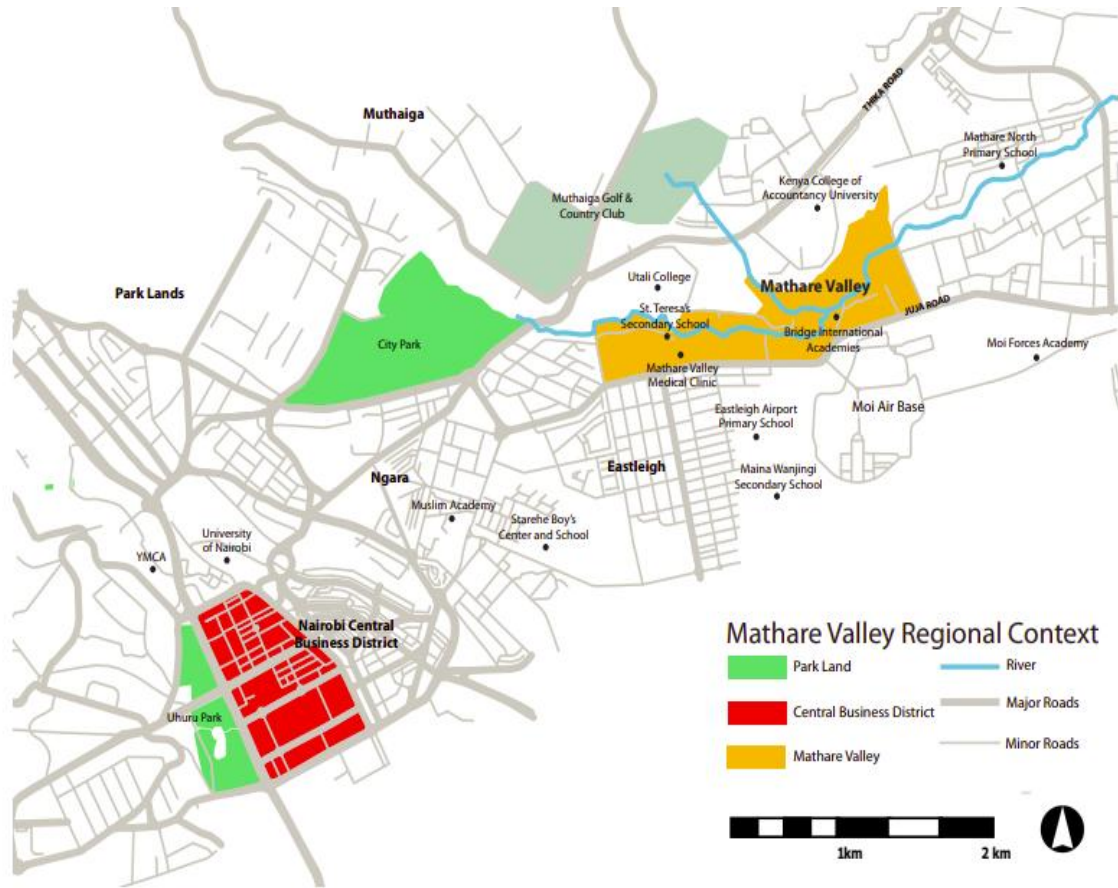 Muthaiga
THIKA ROAD
Mathare North
Primary School
Kenya College of
Accountancy University
Muthaiga Golf &
Country Club
Park Lands
Utali College
Mathare Valley
St. Teresa's
Secondary School
JUJA ROAD
City Park
Bridge International
Academies
Moi Forces Academy
Mathare Valley
Medical Clinic
Moi Air Base
Eastleigh Airport
Primary School
Eastleigh
Ngara
Maina Wanjingi
Secondary School
Muslim Academy
Starehe Boy's
Center and School
University
of Nairobi
YMCA
Nairobi Central
Business District
Uhuru Park
Mathare Valley Regional Context
Park Land
River
Central Business District
Major Roads
Mathare Valley
Minor Roads
1km
2 km